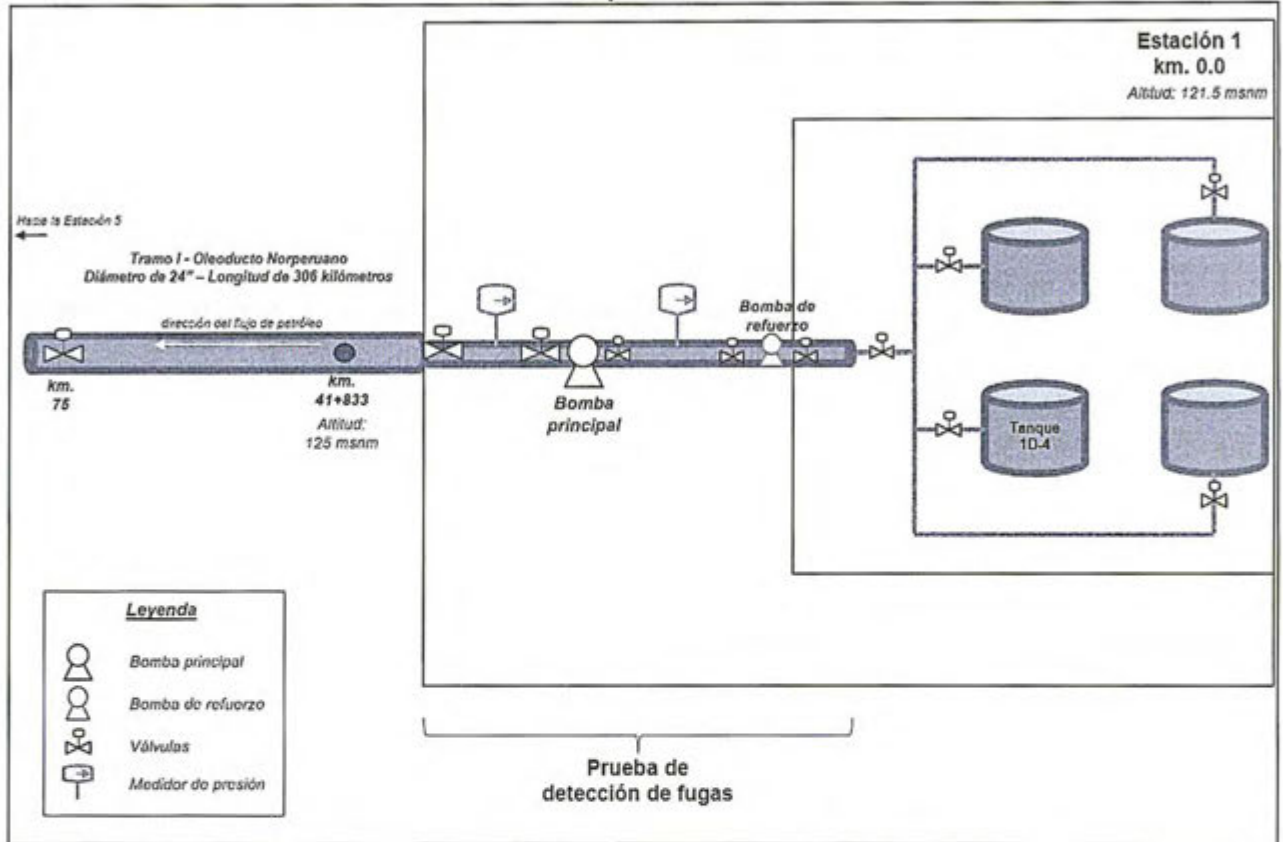 Estación 1
km. 0.0
Altitud: 121.5 msnm
Hacia la Estación 5
Tramo I - Oleoducto Norperuano
Diámetro de 24" – Longitud de 306 kilómetros
dirección del flujo de petróleo
Bomba de
refuerzo
km.
75
km.
41+833
Altitud:
125 msnm
Bomba
principal
Tanque
1D-4
Leyenda
Bomba principal
Bomba de refuerzo
Válvulas
Medidor de presión
Prueba de
detección de fugas